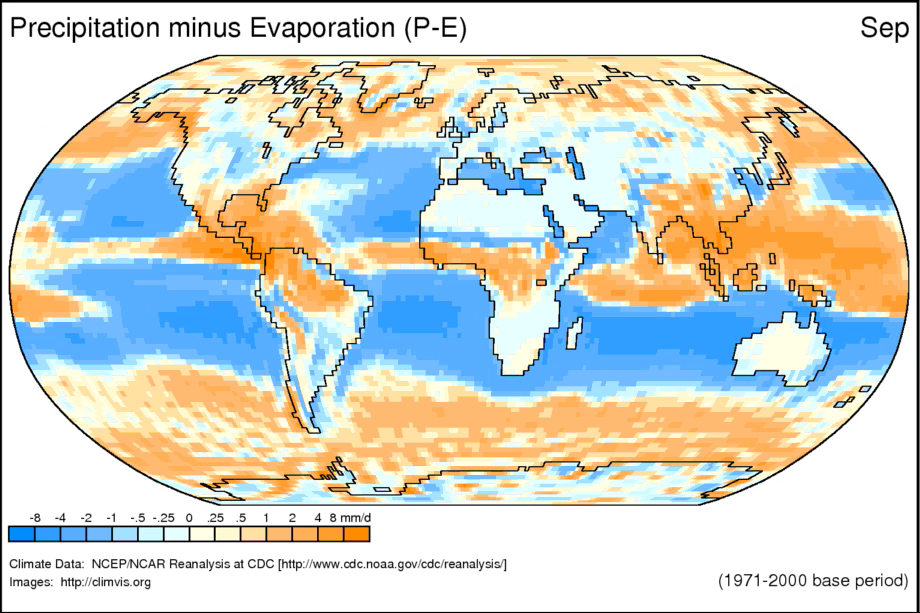 Precipitation minus Evaporation (P-E) Sep
-8 -4 -2 -1 -.5 -.25 0 .25 .5 1 2 4 8 mm/d
Climate Data: NCEP/NCAR Reanalysis at CDC [http://www.cdc.noaa.gov/cdc/reanalysis/]
Images: http://climvis.org (1971-2000 base period)